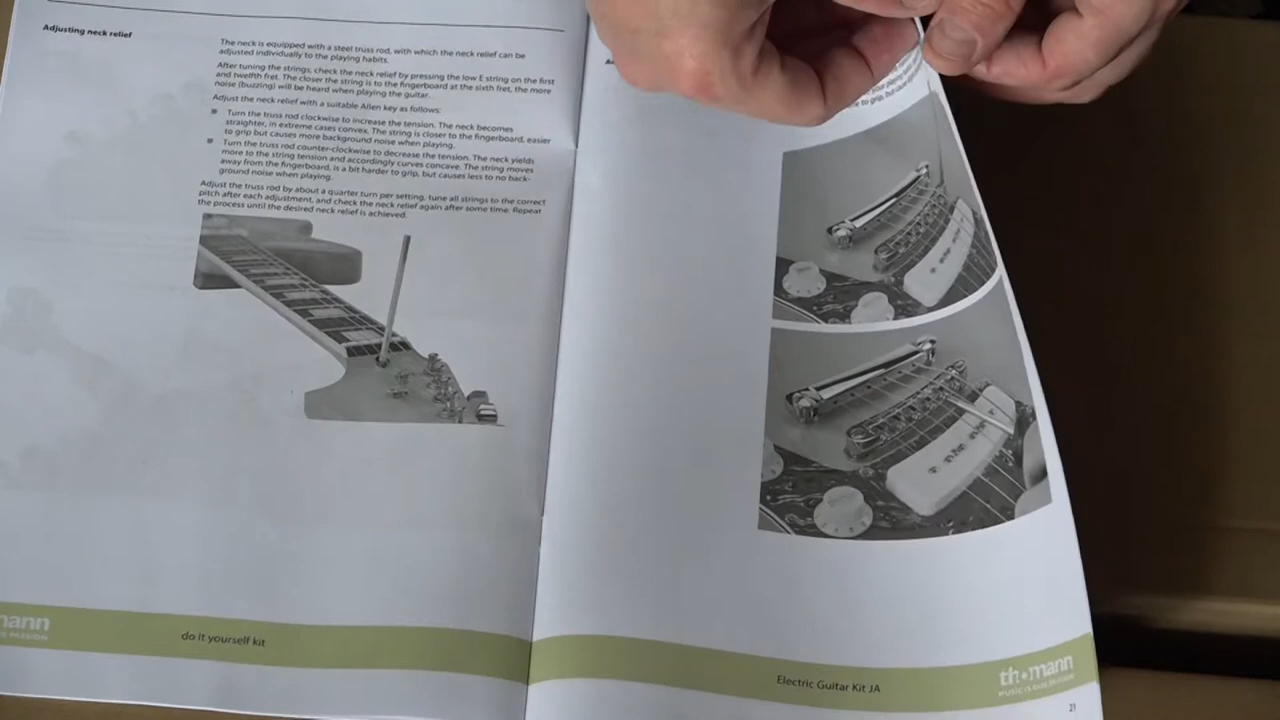 Adjusting neck relief
The neck is equipped with a steel truss rod, with which the neck relief can be
adjusted individually to the playing habits.
After tuning the strings, check the neck relief by pressing the low E string on the first
and twelfth fret. The closer the string is to the fingerboard at the sixth fret, the more
noise (buzzing) will be heard when playing the guitar.
Adjust the neck relief with a suitable Allen key as follows:
Turn the truss rod clockwise to increase the tension. The neck becomes
straighter, in extreme cases convex. The string is closer to the fingerboard, easier
to grip but causes more background noise when playing.
Turn the truss rod counter-clockwise to decrease the tension. The neck yields
more to the string tension and accordingly curves concave. The string moves
away from the fingerboard, is a bit harder to grip, but causes less to no back-
ground noise when playing.
Adjust the truss rod by about a quarter turn per setting, tune all strings to the correct
pitch after each adjustment, and check the neck relief again after some time. Repeat
the process until the desired neck relief is achieved.
mann
do it yourself kit
to grip, but
Electric Guitar Kit JA
th•mann
MUSIC IS OUR PASSION
21